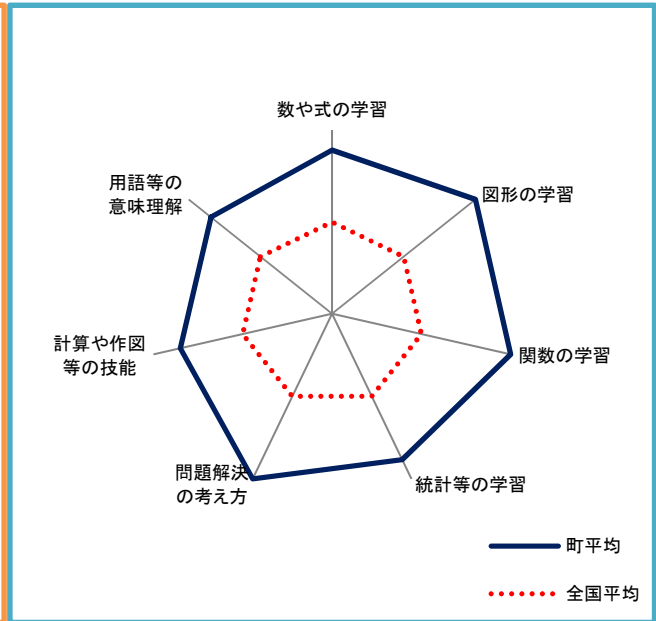 数や式の学習
図形の学習
関数の学習
統計等の学習
問題解決
の考え方
計算や作図
等の技能
用語等の
意味理解
町平均
全国平均